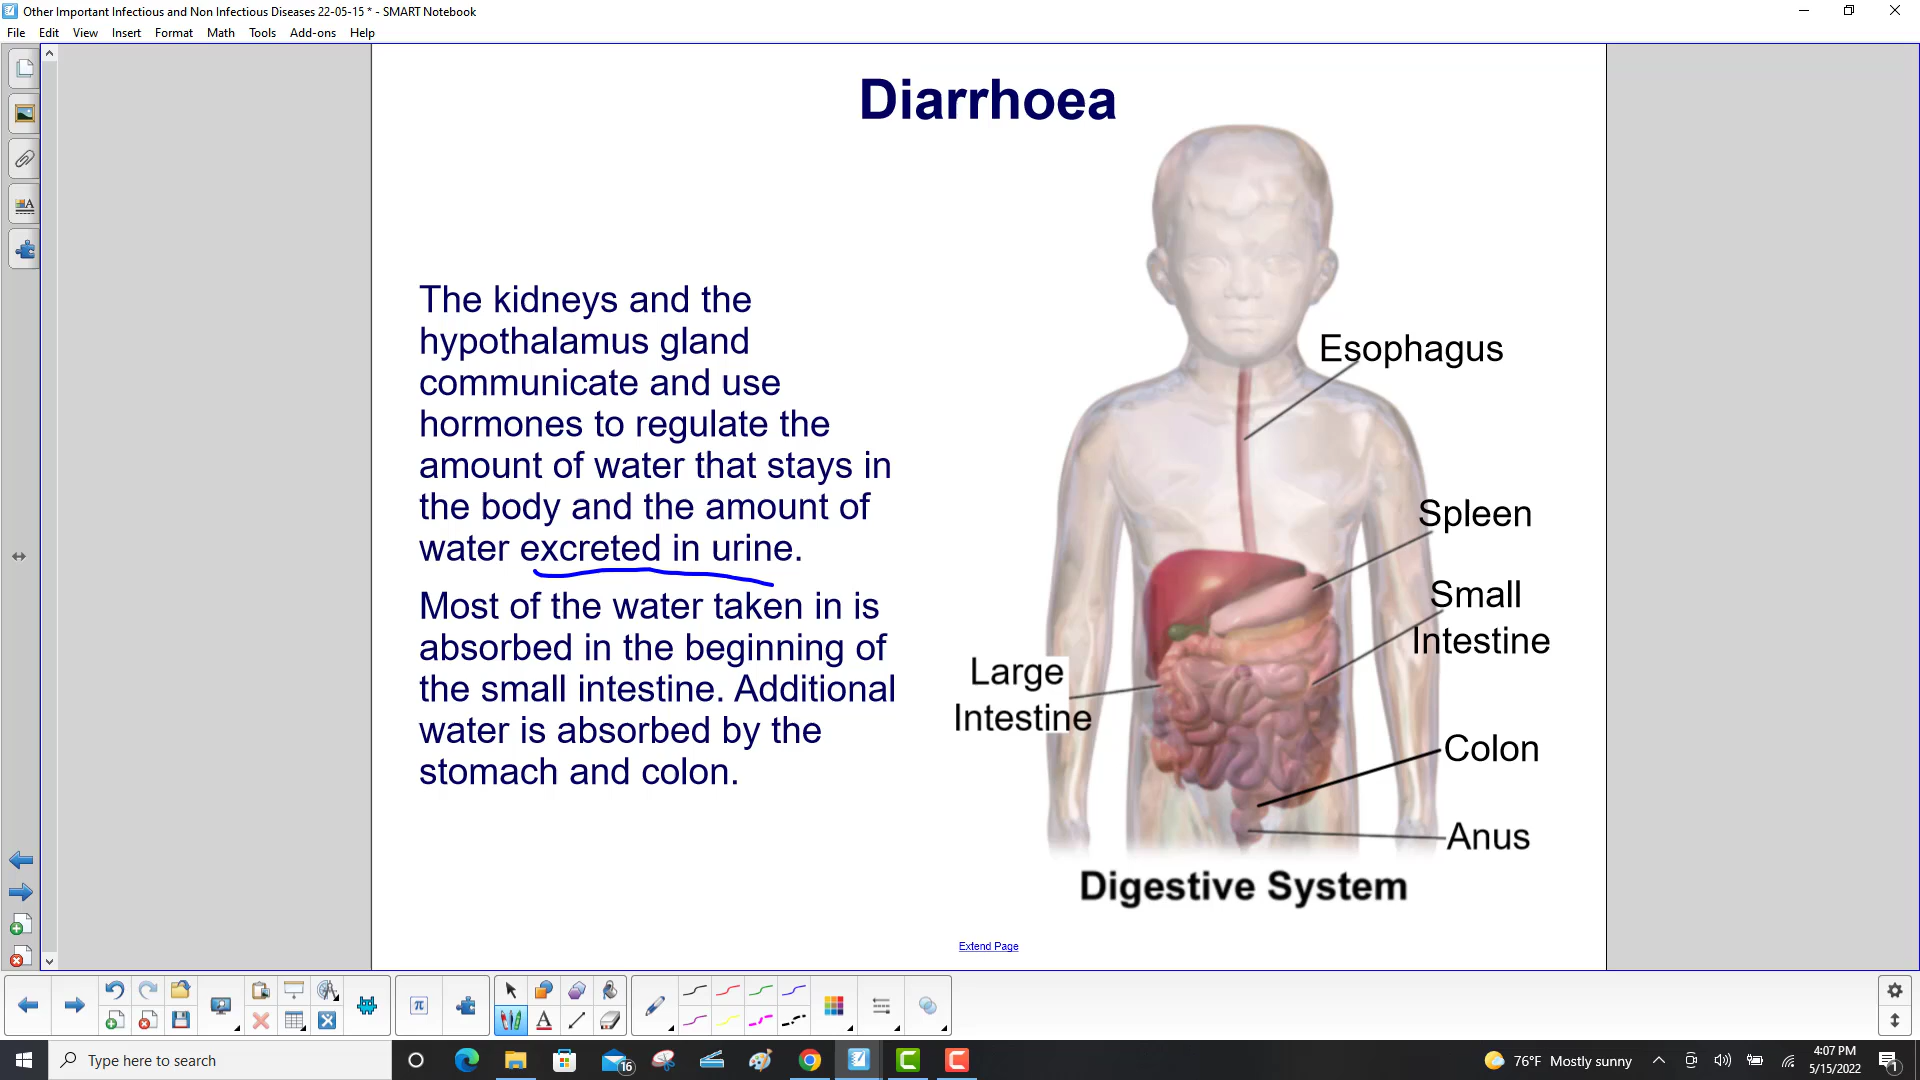 Other Important Infectious and Non Infectious Diseases 22-05-15 * - SMART Notebook
File Edit View Insert Format Math Tools Add-ons Help
Diarrhoea
The kidneys and the
hypothalamus gland
communicate and use
hormones to regulate the
amount of water that stays in
the body and the amount of
water excreted in urine.
Most of the water taken in is
absorbed in the beginning of
the small intestine. Additional
water is absorbed by the
stomach and colon.
Esophagus
Spleen
Small
Intestine
Large
Intestine
Colon
Anus
Digestive System
Extend Page
Type here to search
16
76°F Mostly sunny
4:07 PM
5/15/2022
1